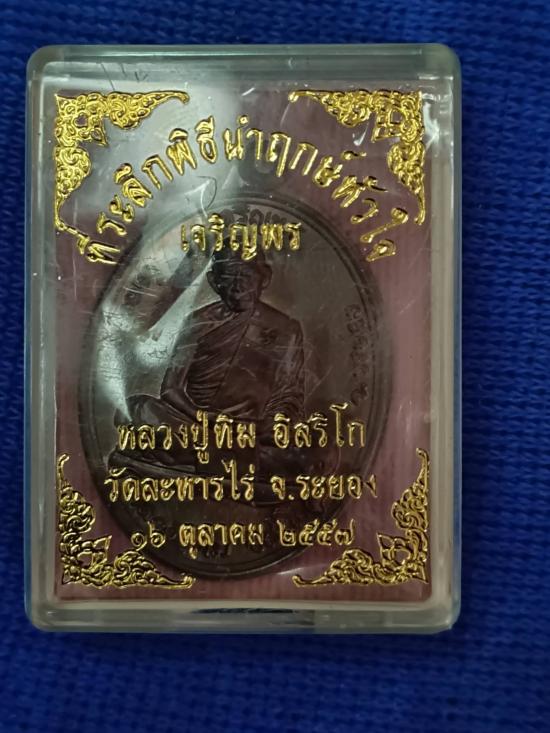 ที่ระลึกพิธีนำฤกษ์หัวใจ
เจริญพร
หลวงปู่ทิม อิสริโก
วัดละหารไร่ จ.ระยอง
๑๖ ตุลาคม ๒๕๕๗